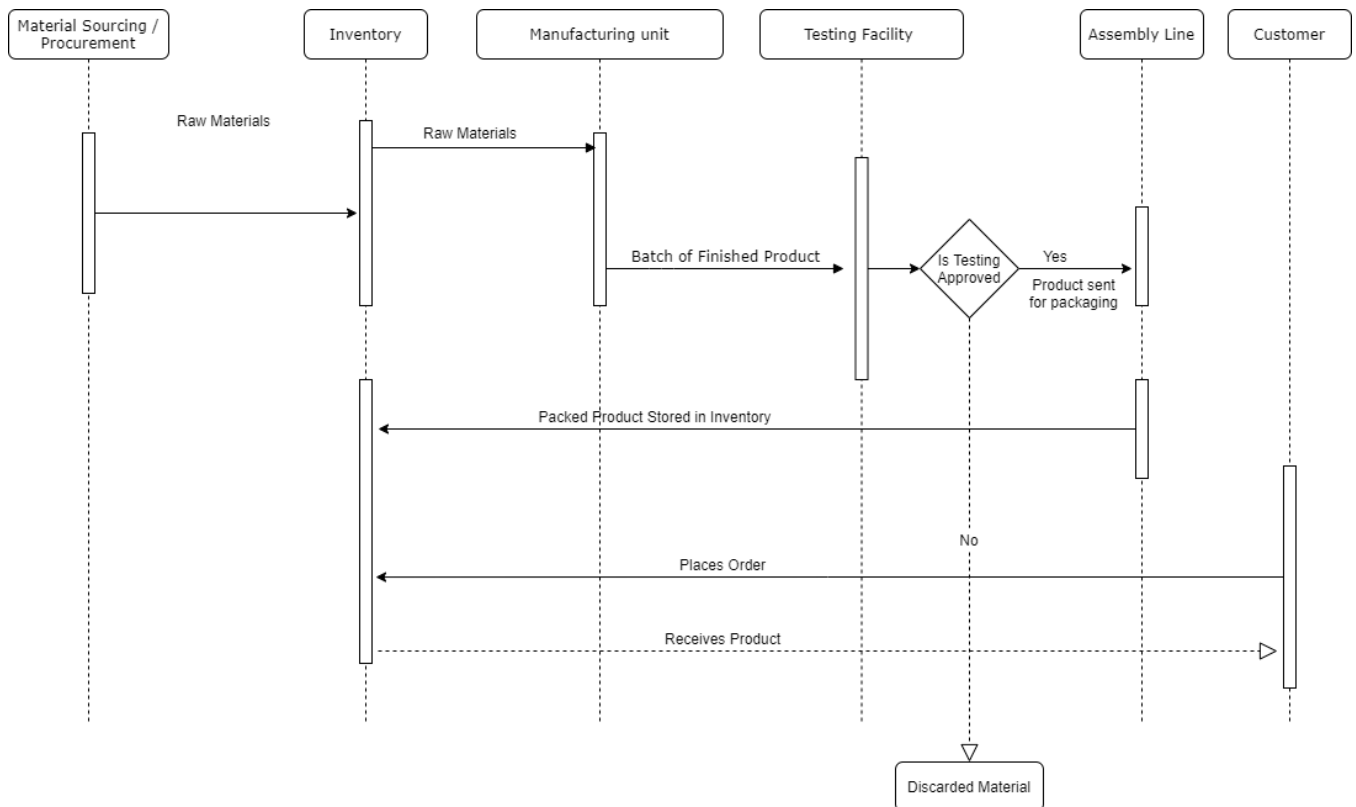 Material Sourcing /
Procurement
Inventory
Manufacturing unit
Testing Facility
Assembly Line
Customer
Raw Materials
Raw Materials
Batch of Finished Product
Is Testing
Approved
Yes
Product sent
for packaging
Packed Product Stored in Inventory
No
Places Order
Receives Product
Discarded Material